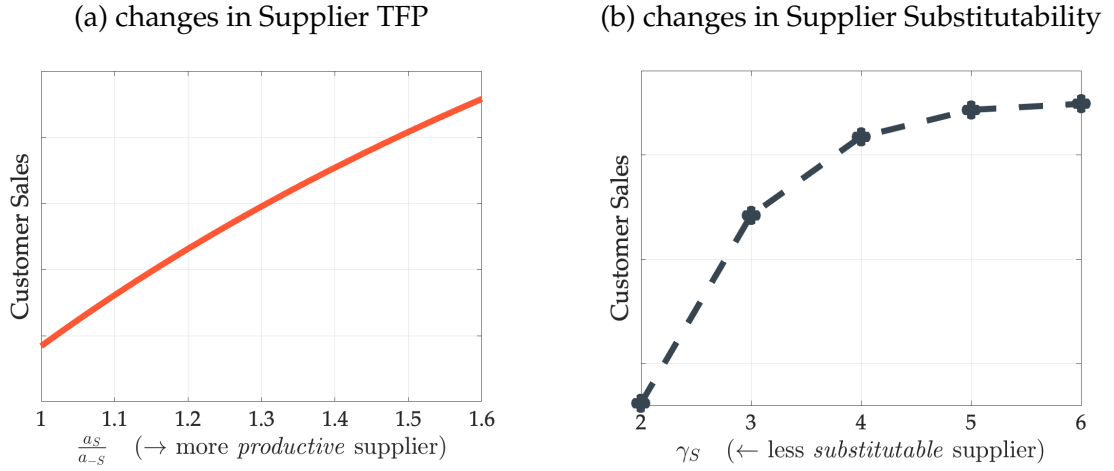 (a) changes in Supplier TFP
Customer Sales
1 1.1 1.2 1.3 1.4 1.5 1.6
a_S / a_{-S} (→ more productive supplier)
(b) changes in Supplier Substitutability
Customer Sales
2 3 4 5 6
γ_S (← less substitutable supplier)